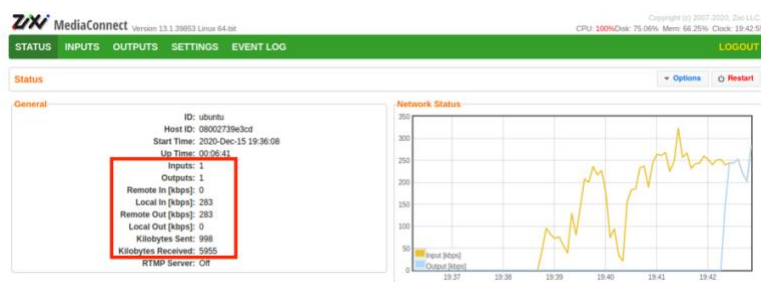 Copyright (c) 2007-2020, Zixi LLC.
ZIXI MediaConnect Version 13.1.39853 Linux 64-bit
CPU: 100%Disk: 75.06% Mem: 66.25% Clock: 19:42:5
STATUS INPUTS OUTPUTS SETTINGS EVENT LOG LOGOUT
Status Options Restart
General
ID: ubuntu
Host ID: 08002739e3cd
Start Time: 2020-Dec-15 19:36:08
Up Time: 00:06:41
Inputs: 1
Outputs: 1
Remote In [kbps]: 0
Local In [kbps]: 283
Remote Out [kbps]: 283
Local Out [kbps]: 0
Kilobytes Sent: 998
Kilobytes Received: 5955
RTMP Server: Off
Network Status
350
300
250
200
150
100
50
0
Input [kbps]
Output [kbps]
19:37 19:38 19:39 19:40 19:41 19:42